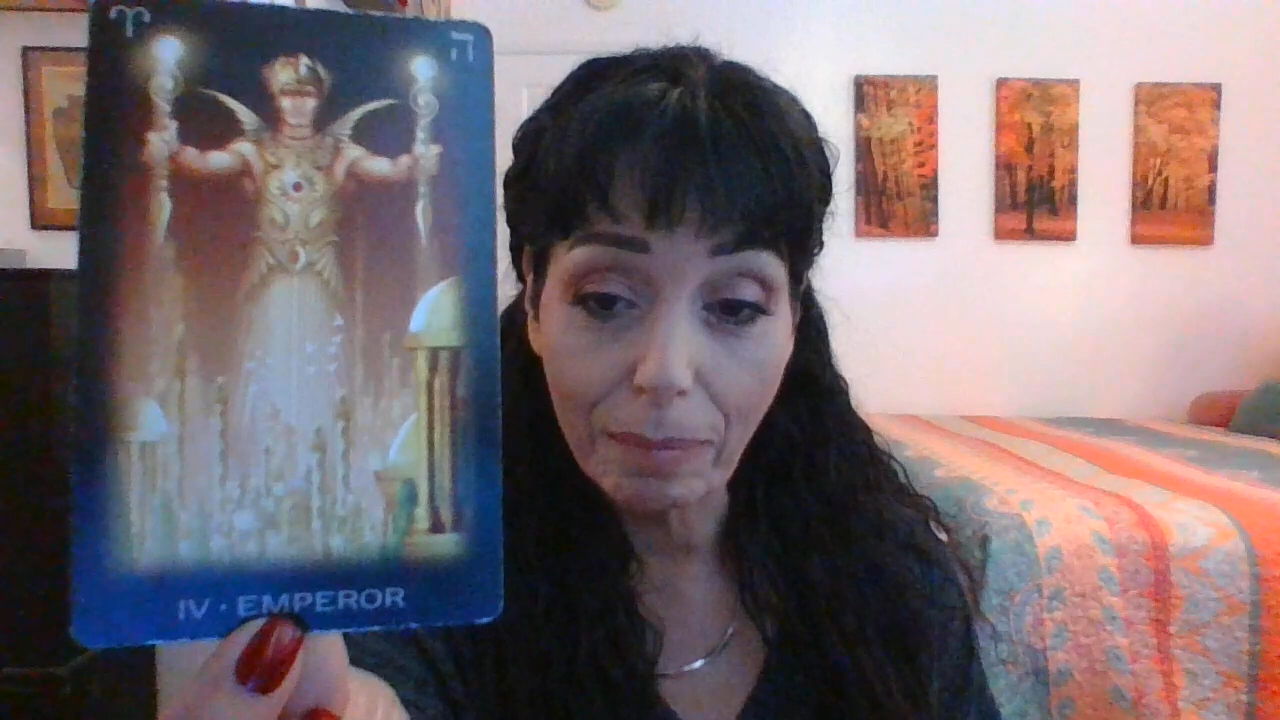 ♈ ה
IV · EMPEROR